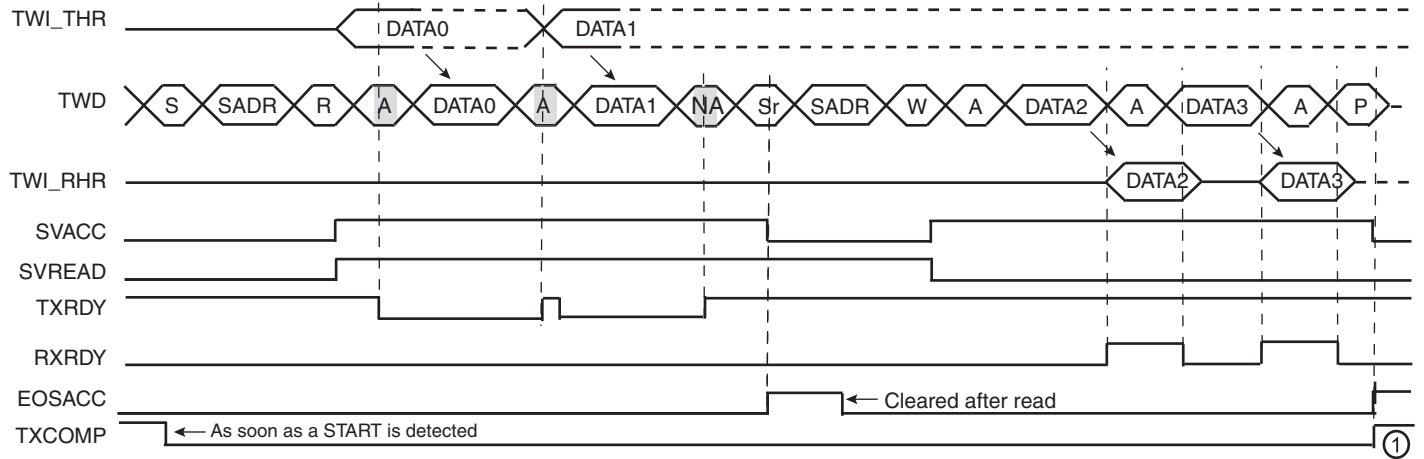 TWI_THR DATA0 DATA1
TWD S SADR R A DATA0 A DATA1 NA Sr SADR W A DATA2 A DATA3 A P
TWI_RHR DATA2 DATA3
SVACC
SVREAD
TXRDY
RXRDY
EOSACC Cleared after read
TXCOMP As soon as a START is detected 1